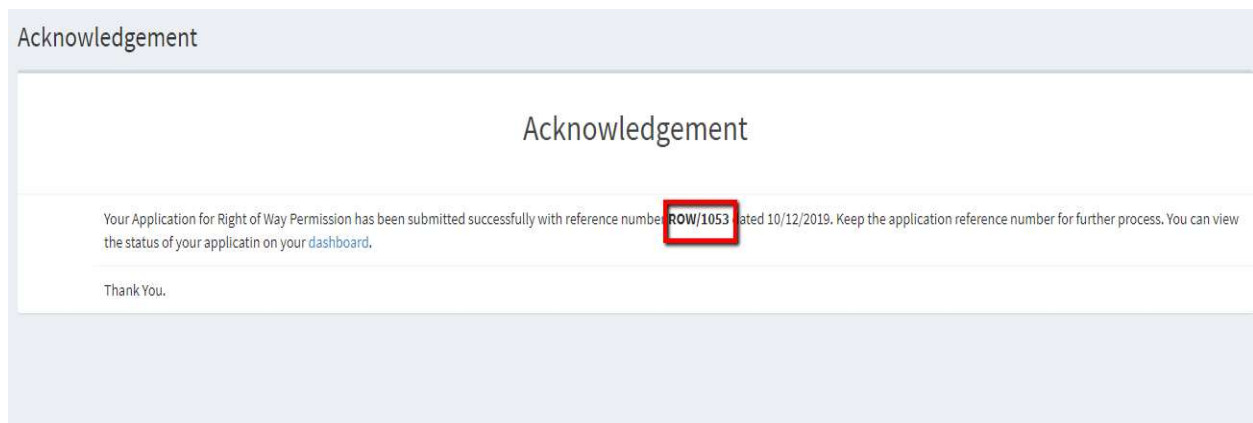 Acknowledgement
Acknowledgement
Your Application for Right of Way Permission has been submitted successfully with reference number ROW/1053 dated 10/12/2019. Keep the application reference number for further process. You can view
the status of your applicatin on your dashboard.
Thank You.